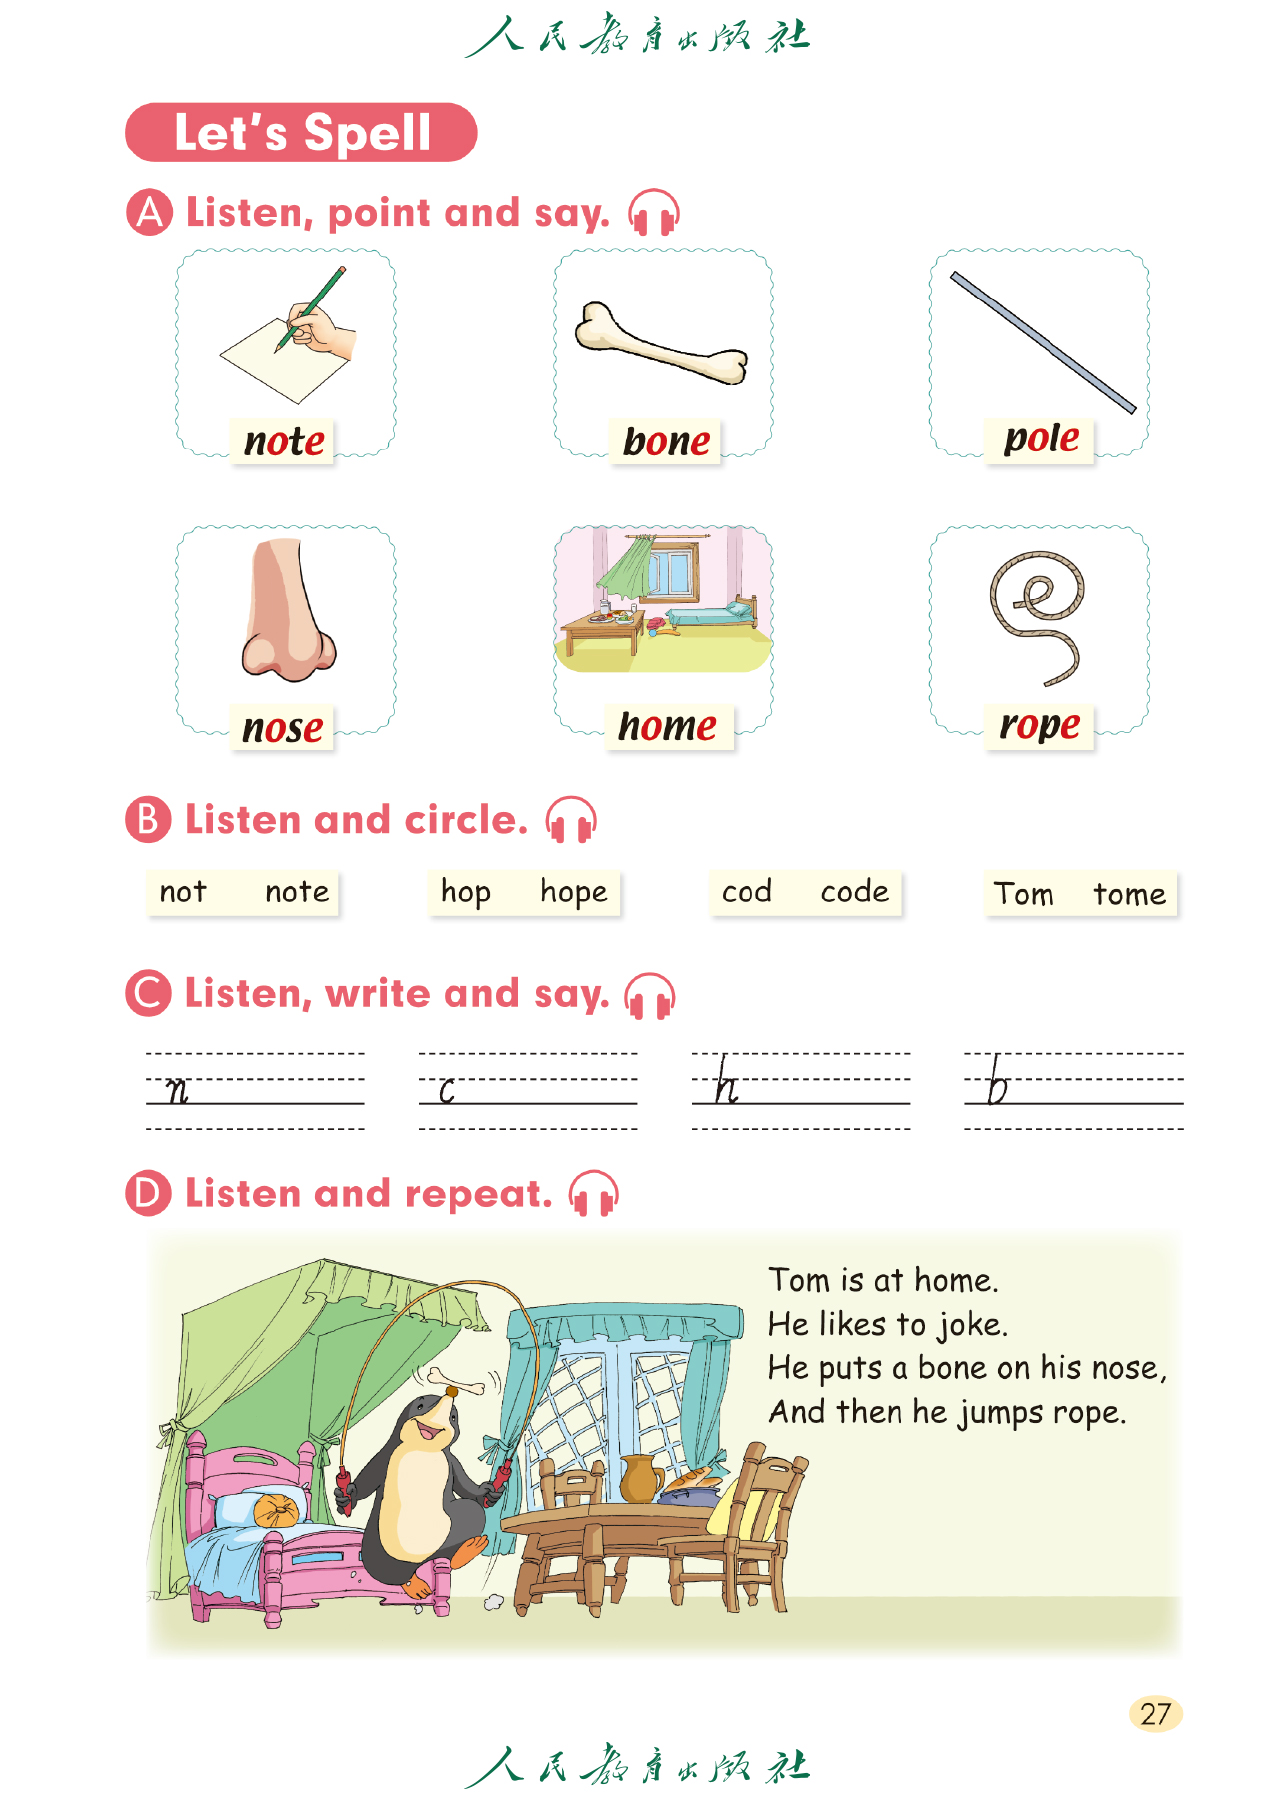 人民教育出版社
Let's Spell
A Listen, point and say.
note bone pole
nose home rope
B Listen and circle.
not note hop hope cod code Tom tome
C Listen, write and say.
n c h b
D Listen and repeat.
Tom is at home.
He likes to joke.
He puts a bone on his nose,
And then he jumps rope.
27
人民教育出版社